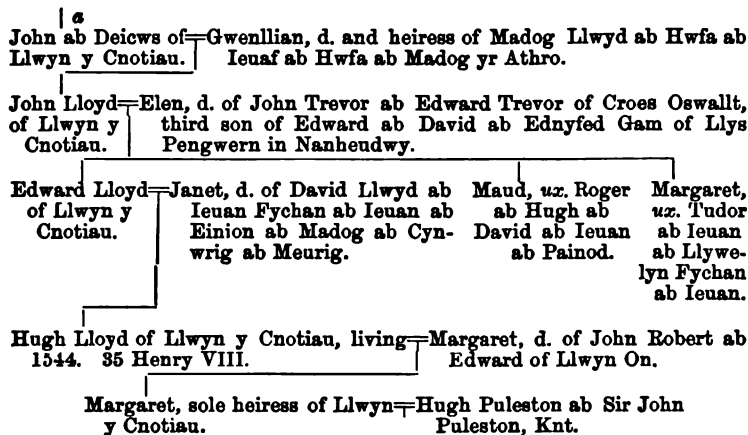 a
John ab Deicws of Gwenllian, d. and heiress of Madog Llwyd ab Hwfa ab
Llwyn y Cnotiau. Ieuaf ab Hwfa ab Madog yr Athro.
John Lloyd Elen, d. of John Trevor ab Edward Trevor of Croes Oswallt,
of Llwyn y third son of Edward ab David ab Ednyfed Gam of Llys
Cnotiau. Pengwern in Nanheudwy.
Edward Lloyd Janet, d. of David Llwyd ab Maud, ux. Roger Margaret,
of Llwyn y Ieuan Fychan ab Ieuan ab ab Hugh ab ux. Tudor
Cnotiau. Einion ab Madog ab Cyn- David ab Ieuan ab Ieuan
wrig ab Meurig. ab Painod. ab Llywe-
lyn Fychan
ab Ieuan.
Hugh Lloyd of Llwyn y Cnotiau, living Margaret, d. of John Robert ab
1544. 35 Henry VIII. Edward of Llwyn On.
Margaret, sole heiress of Llwyn Hugh Puleston ab Sir John
y Cnotiau. Puleston, Knt.